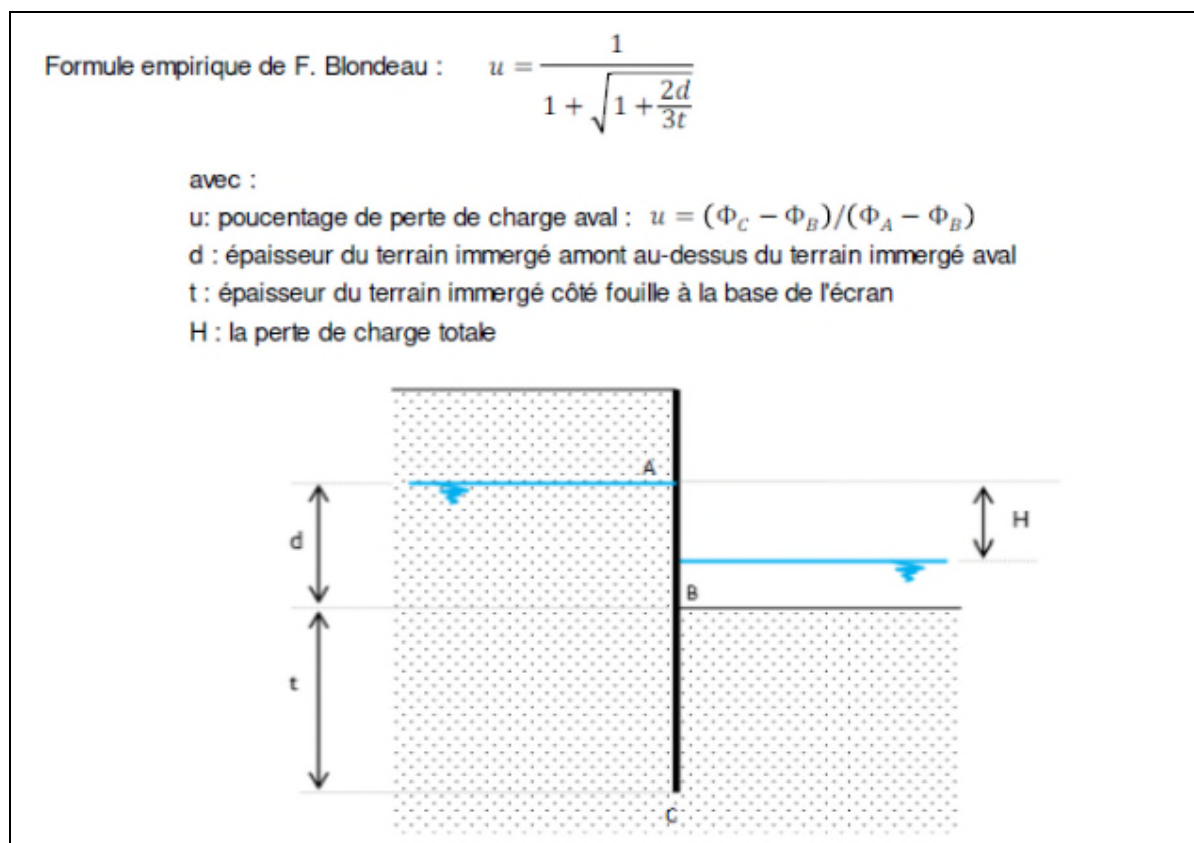 Formule empirique de F. Blondeau : u = 1 / (1 + √(1 + 2d/3t))
avec :
u: poucentage de perte de charge aval : u = (Φ_C − Φ_B)/(Φ_A − Φ_B)
d : épaisseur du terrain immergé amont au-dessus du terrain immergé aval
t : épaisseur du terrain immergé côté fouille à la base de l'écran
H : la perte de charge totale
A
H
d
B
t
C